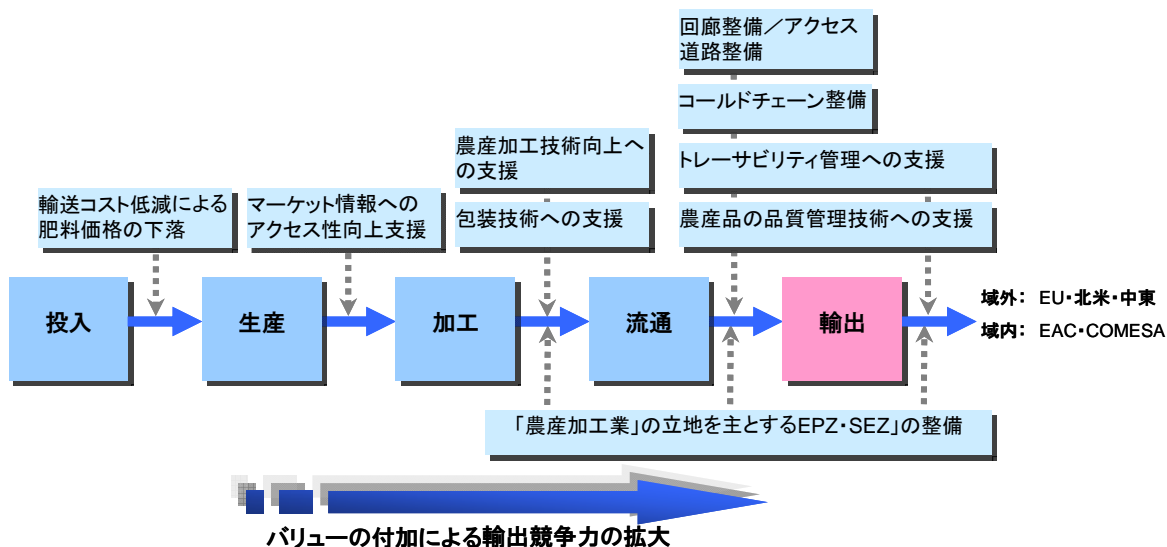 回廊整備／アクセス
道路整備
コールドチェーン整備
農産加工技術向上へ
の支援
トレーサビリティ管理への支援
輸送コスト低減による
肥料価格の下落
マーケット情報への
アクセス性向上支援
包装技術への支援
農産品の品質管理技術への支援
投入
生産
加工
流通
輸出
域外： EU・北米・中東
域内： EAC・COMESA
「農産加工業」の立地を主とするEPZ・SEZ」の整備
バリューの付加による輸出競争力の拡大